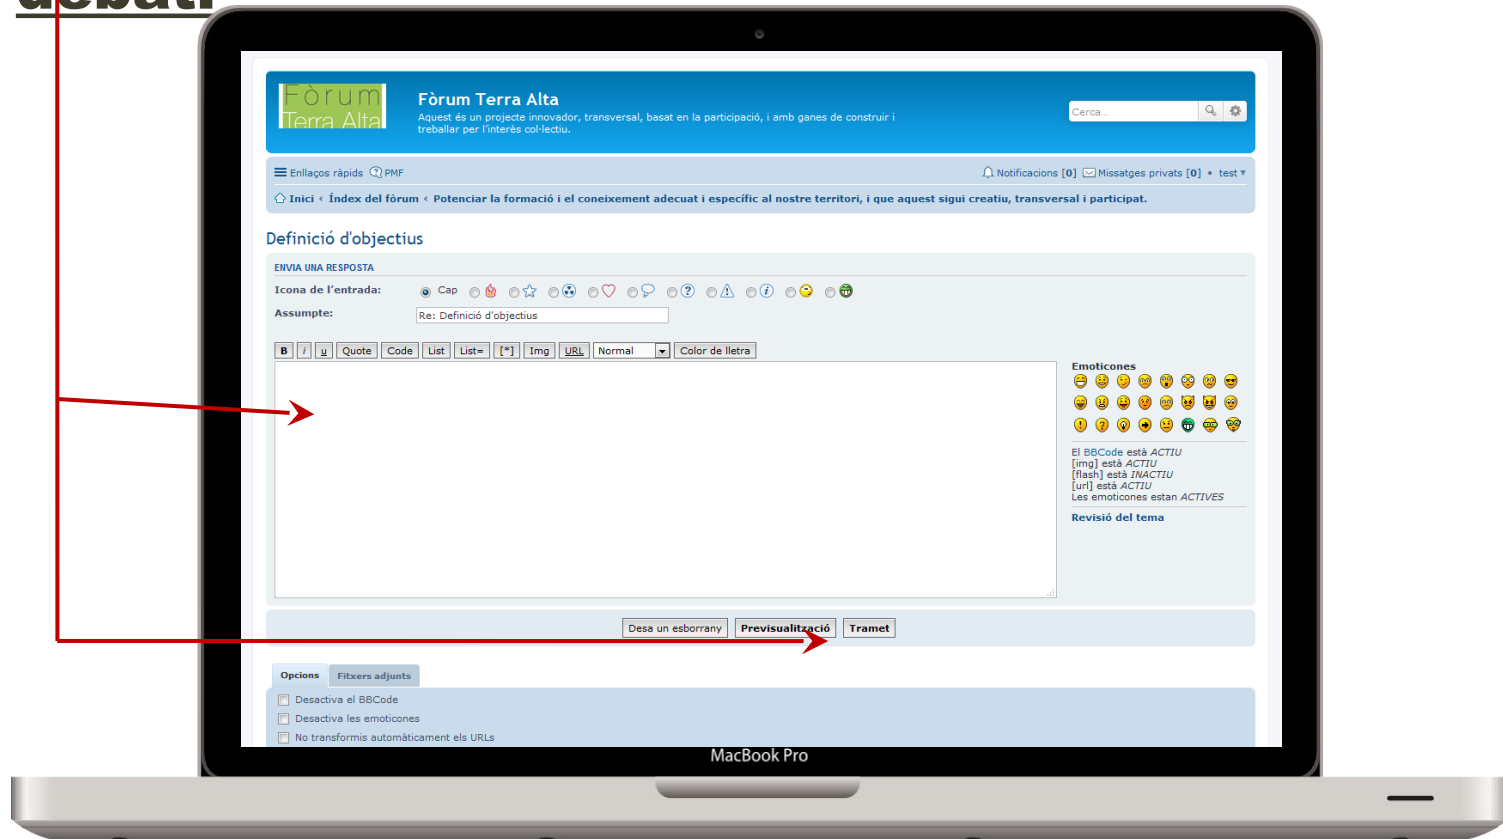 debat:
Fòrum
Terra Alta
Fòrum Terra Alta
Aquest és un projecte innovador, transversal, basat en la participació, i amb ganes de construir i
treballar per l'interès col·lectiu.
Cerca...
Enllaços ràpids PMF
Notificacions [0] Missatges privats [0] • test
Inici ‹ Índex del fòrum ‹ Potenciar la formació i el coneixement adecuat i específic al nostre territori, i que aquest sigui creatiu, transversal i participat.
Definició d'objectius
ENVIA UNA RESPOSTA
Icona de l'entrada: Cap
Assumpte: Re: Definició d'objectius
B i u Quote Code List List= [*] Img URL Normal Color de lletra
Emoticones
El BBCode està ACTIU
[img] està ACTIU
[flash] està INACTIU
[url] està ACTIU
Les emoticones estan ACTIVES
Revisió del tema
Desa un esborrany Previsualització Tramet
Opcions Fitxers adjunts
Desactiva el BBCode
Desactiva les emoticones
No transformis automàticament els URLs
MacBook Pro